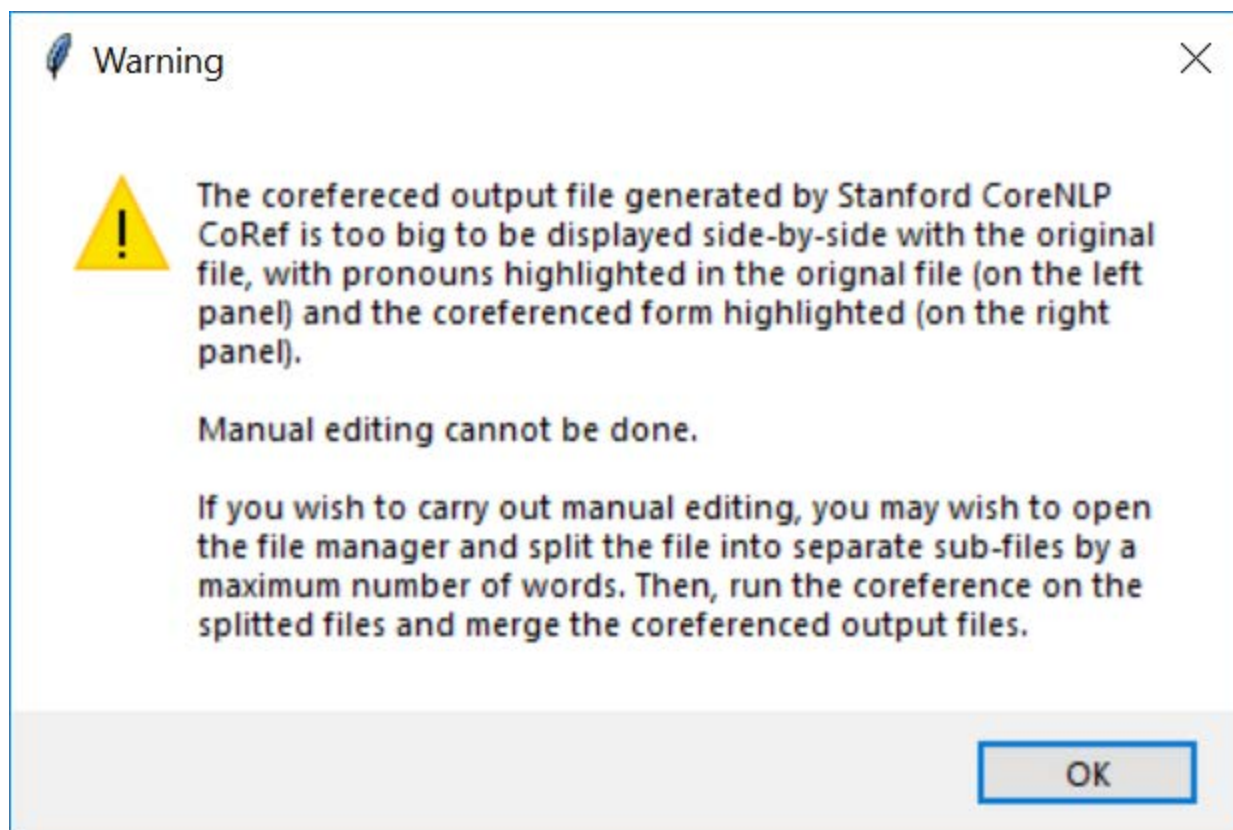 Warning
The corefereced output file generated by Stanford CoreNLP
CoRef is too big to be displayed side-by-side with the original
file, with pronouns highlighted in the orignal file (on the left
panel) and the coreferenced form highlighted (on the right
panel).
Manual editing cannot be done.
If you wish to carry out manual editing, you may wish to open
the file manager and split the file into separate sub-files by a
maximum number of words. Then, run the coreference on the
splitted files and merge the coreferenced output files.
OK